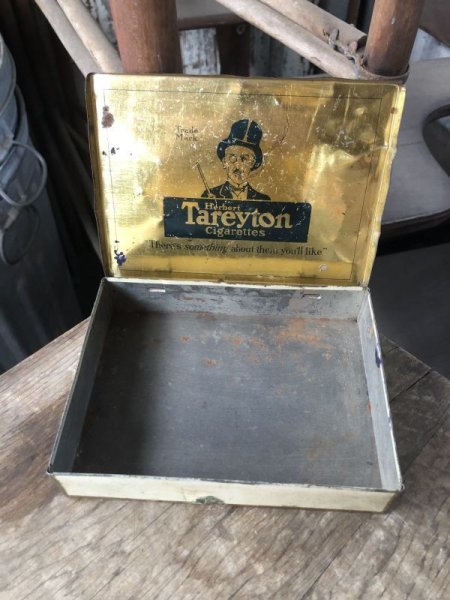 Trade
Mark
Herbert
Tareyton
Cigarettes
"There's something about them you'll like"